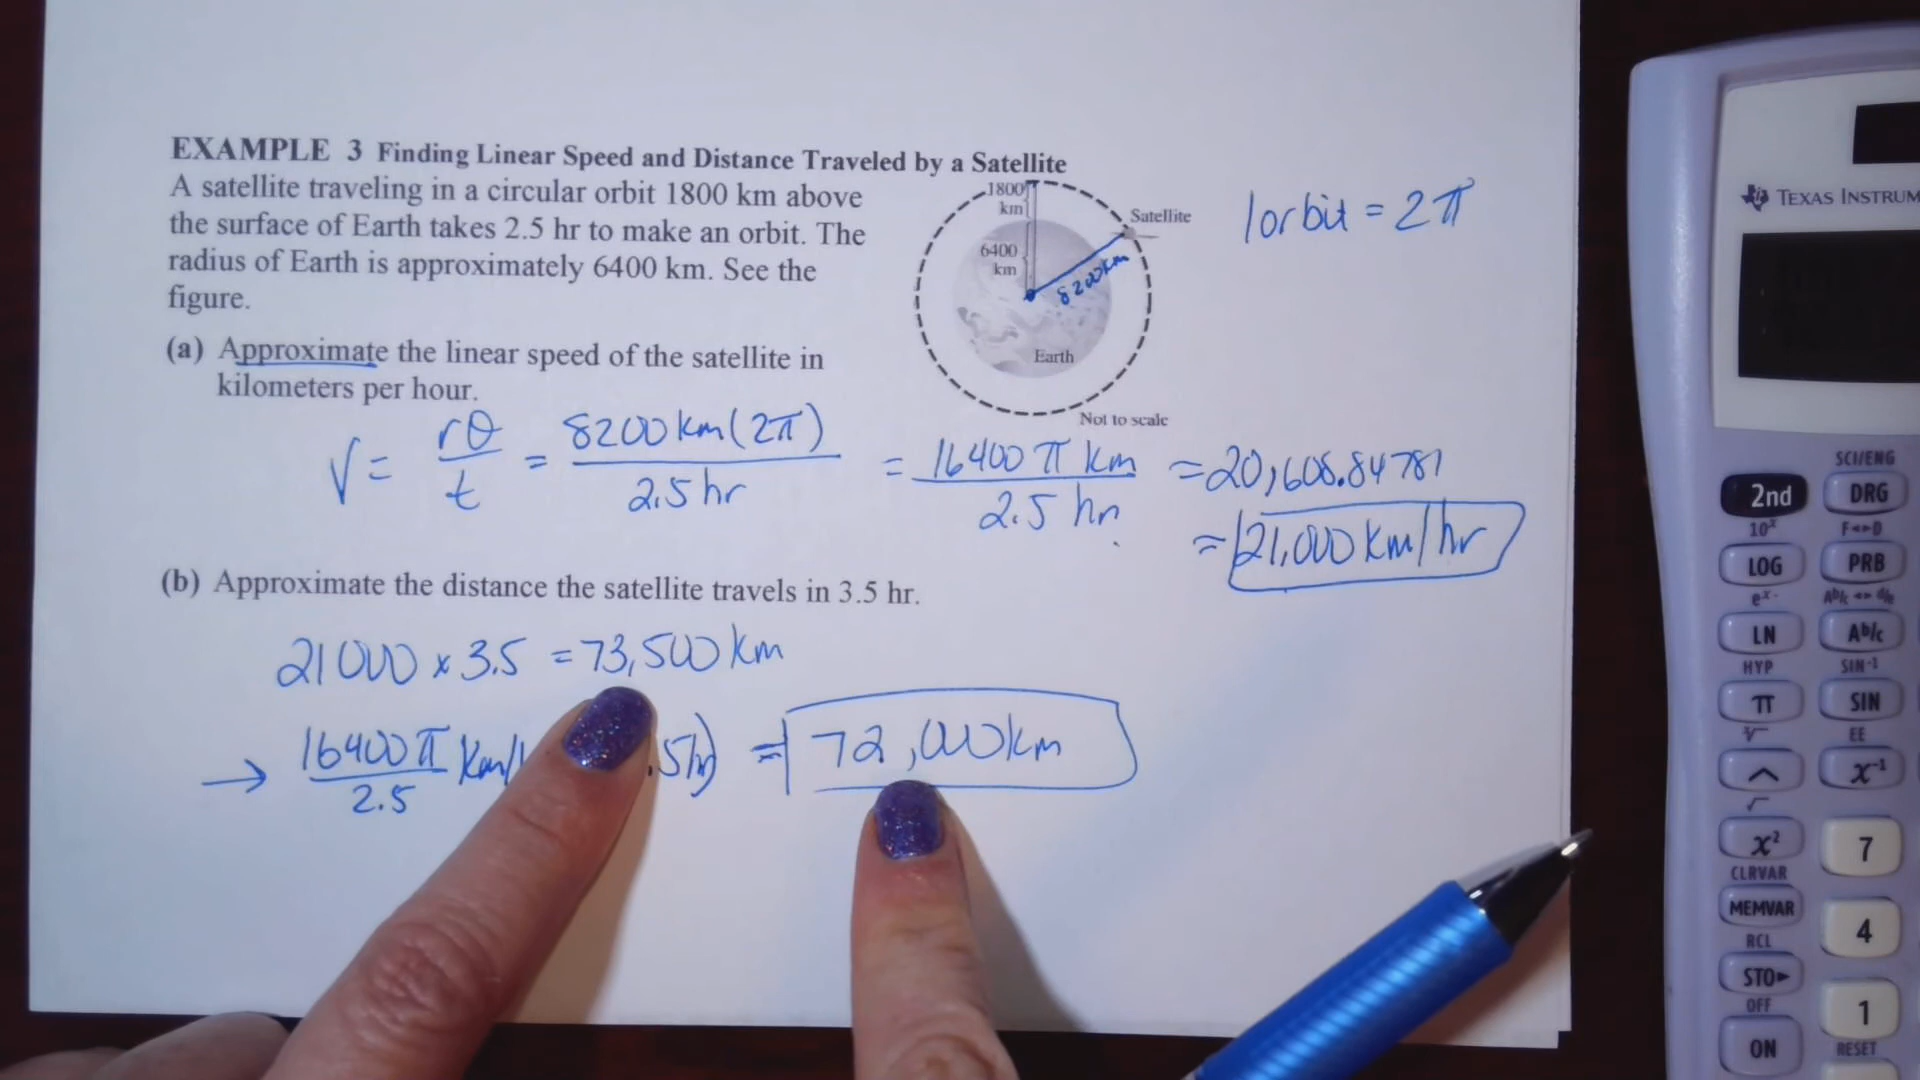 EXAMPLE 3 Finding Linear Speed and Distance Traveled by a Satellite
A satellite traveling in a circular orbit 1800 km above
the surface of Earth takes 2.5 hr to make an orbit. The
radius of Earth is approximately 6400 km. See the
figure.
1800
km
Satellite
6400
km
8200km
Earth
Not to scale
1 orbit = 2π
(a) Approximate the linear speed of the satellite in
kilometers per hour.
V = rθ/t = 8200 km(2π)/2.5 hr = 16400 π km/2.5 hr = 20,608.84781
≈ 21,000 km/hr
(b) Approximate the distance the satellite travels in 3.5 hr.
21000 x 3.5 = 73,500 km
→ 16400 π/2.5 km/ .5hr) = 72,000 km
TEXAS
SCI/ENG
2nd DRG
10ˣ F◄►D
LOG PRB
eˣ Ab/c ◄► d/e
LN Ab/c
HYP SIN⁻¹
π SIN
EE
^ x⁻¹
√
x² 7
CLRVAR
MEMVAR 4
RCL
STO► 1
OFF
ON RESET